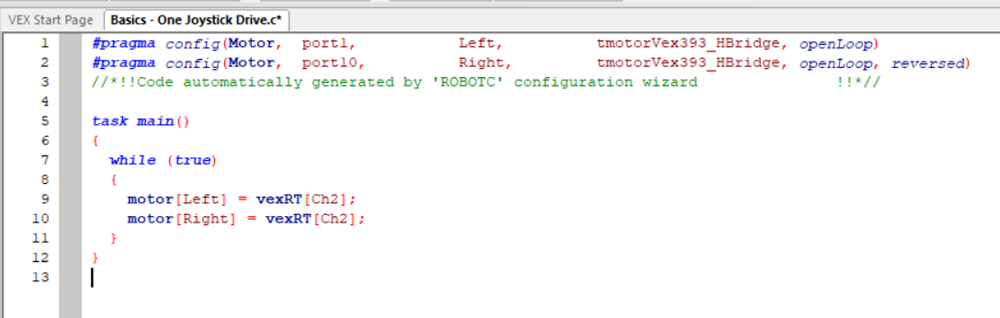 VEX Start Page Basics - One Joystick Drive.c*
1 #pragma config(Motor, port1, Left, tmotorVex393_HBridge, openLoop)
2 #pragma config(Motor, port10, Right, tmotorVex393_HBridge, openLoop, reversed)
3 //*!!Code automatically generated by 'ROBOTC' configuration wizard !!*//
4
5 task main()
6 {
7 while (true)
8 {
9 motor[Left] = vexRT[Ch2];
10 motor[Right] = vexRT[Ch2];
11 }
12 }
13